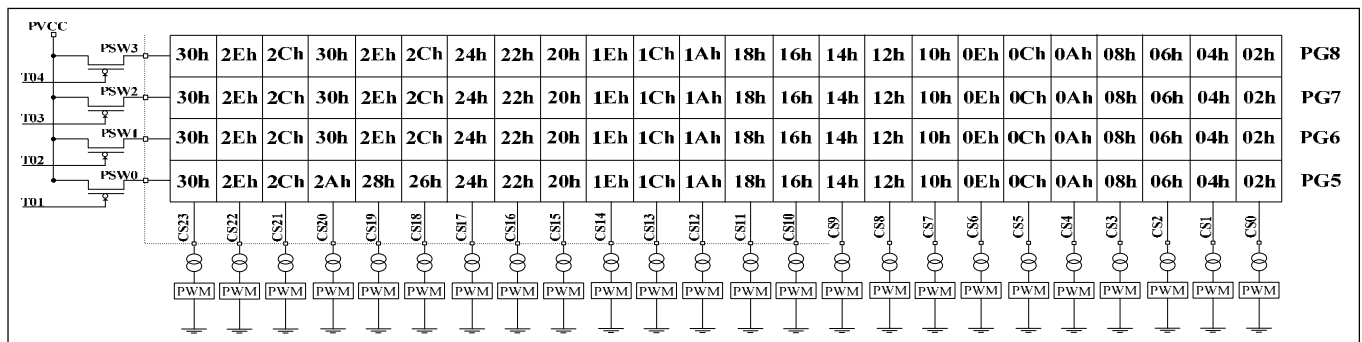 PVCC
PSW3 30h 2Eh 2Ch 30h 2Eh 2Ch 24h 22h 20h 1Eh 1Ch 1Ah 18h 16h 14h 12h 10h 0Eh 0Ch 0Ah 08h 06h 04h 02h PG8
T04
PSW2 30h 2Eh 2Ch 30h 2Eh 2Ch 24h 22h 20h 1Eh 1Ch 1Ah 18h 16h 14h 12h 10h 0Eh 0Ch 0Ah 08h 06h 04h 02h PG7
T03
PSW1 30h 2Eh 2Ch 30h 2Eh 2Ch 24h 22h 20h 1Eh 1Ch 1Ah 18h 16h 14h 12h 10h 0Eh 0Ch 0Ah 08h 06h 04h 02h PG6
T02
PSW0 30h 2Eh 2Ch 2Ah 28h 26h 24h 22h 20h 1Eh 1Ch 1Ah 18h 16h 14h 12h 10h 0Eh 0Ch 0Ah 08h 06h 04h 02h PG5
T01
CS23 CS22 CS21 CS20 CS19 CS18 CS17 CS16 CS15 CS14 CS13 CS12 CS11 CS10 CS9 CS8 CS7 CS6 CS5 CS4 CS3 CS2 CS1 CS0
PWM PWM PWM PWM PWM PWM PWM PWM PWM PWM PWM PWM PWM PWM PWM PWM PWM PWM PWM PWM PWM PWM PWM PWM